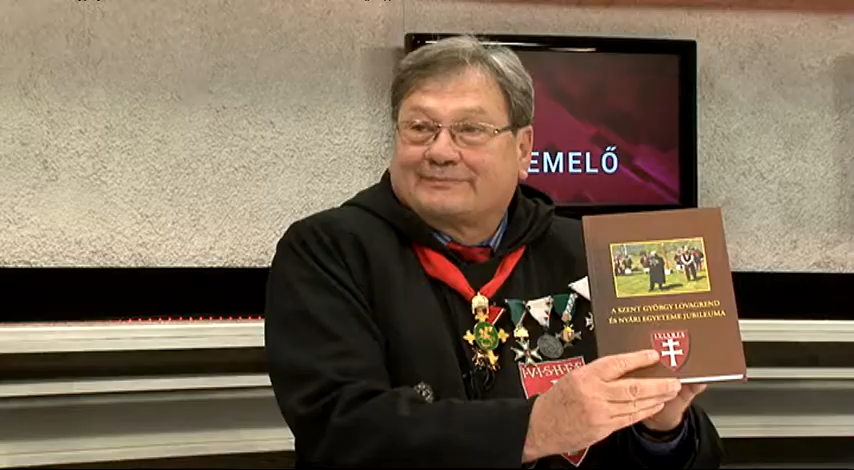 EMELŐ
A SZENT GYÖRGY LOVAGREND
ÉS NYÁRI EGYETEME JUBILEUMA